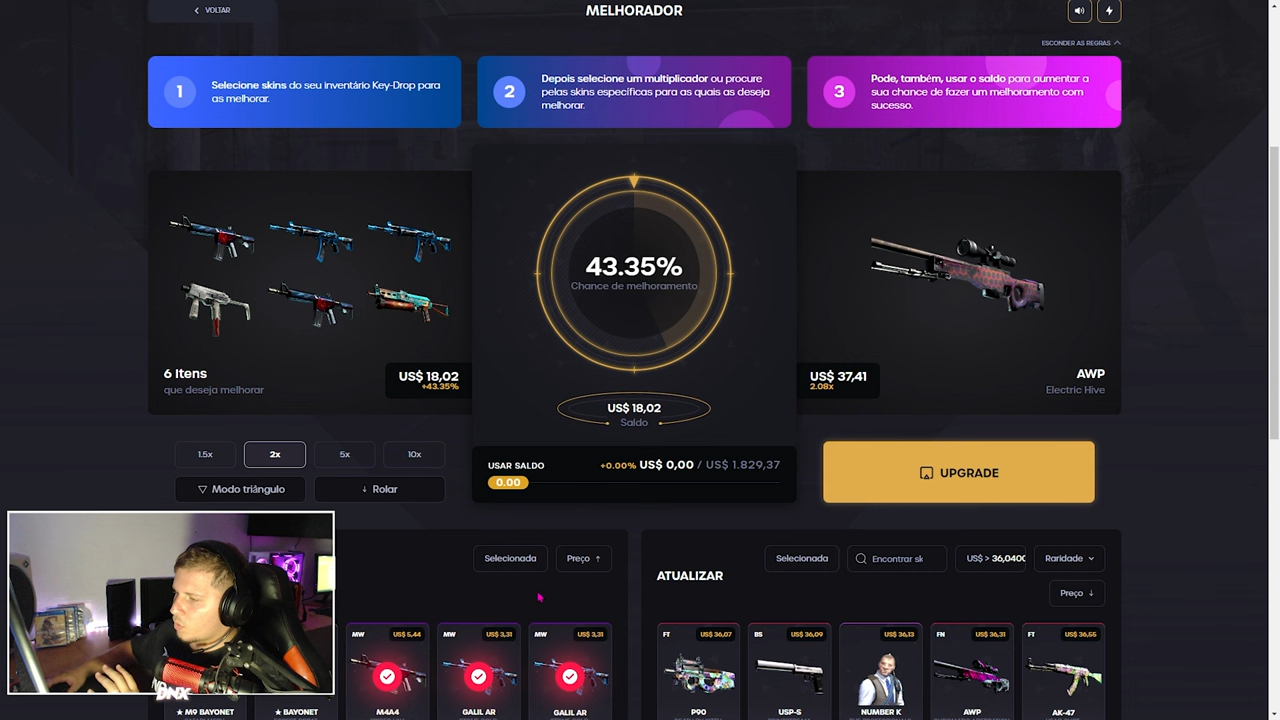 VOLTAR
MELHORADOR
ESCONDER AS REGRAS
1
Selecione skins do seu inventário Key-Drop para
as melhorar.
2
Depois selecione um multiplicador ou procure
pelas skins específicas para as quais as deseja
melhorar.
3
Pode, também, usar o saldo para aumentar a
sua chance de fazer um melhoramento com
sucesso.
43.35%
Chance de melhoramento
6 Itens
que deseja melhorar
US$ 18,02
+43.35%
US$ 37,41
2.08x
AWP
Electric Hive
US$ 18,02
Saldo
1.5x
2x
5x
10x
Modo triângulo
Rolar
USAR SALDO
+0.00% US$ 0,00 / US$ 1.829,37
0.00
UPGRADE
Selecionada
Preço
ATUALIZAR
Selecionada
Encontrar sk
US$ > 36,040
Raridade
Preço
MW US$ 5,44
MW US$ 3,31
MW US$ 3,31
FT US$ 36,07
BS US$ 36,09
US$ 36,13
FN US$ 36,31
FT US$ 36,55
★ M9 BAYONET
★ BAYONET
M4A4
GALIL AR
GALIL AR
P90
USP-S
NUMBER K
AWP
AK-47